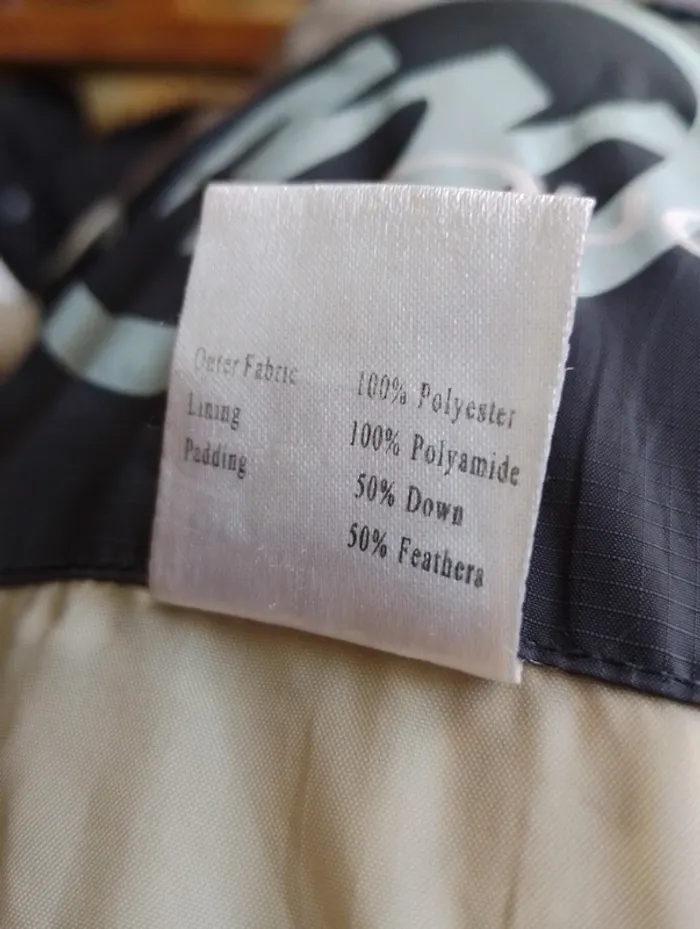 Outer Fabric 100% Polyester
Lining 100% Polyamide
Padding 50% Down
50% Feathera